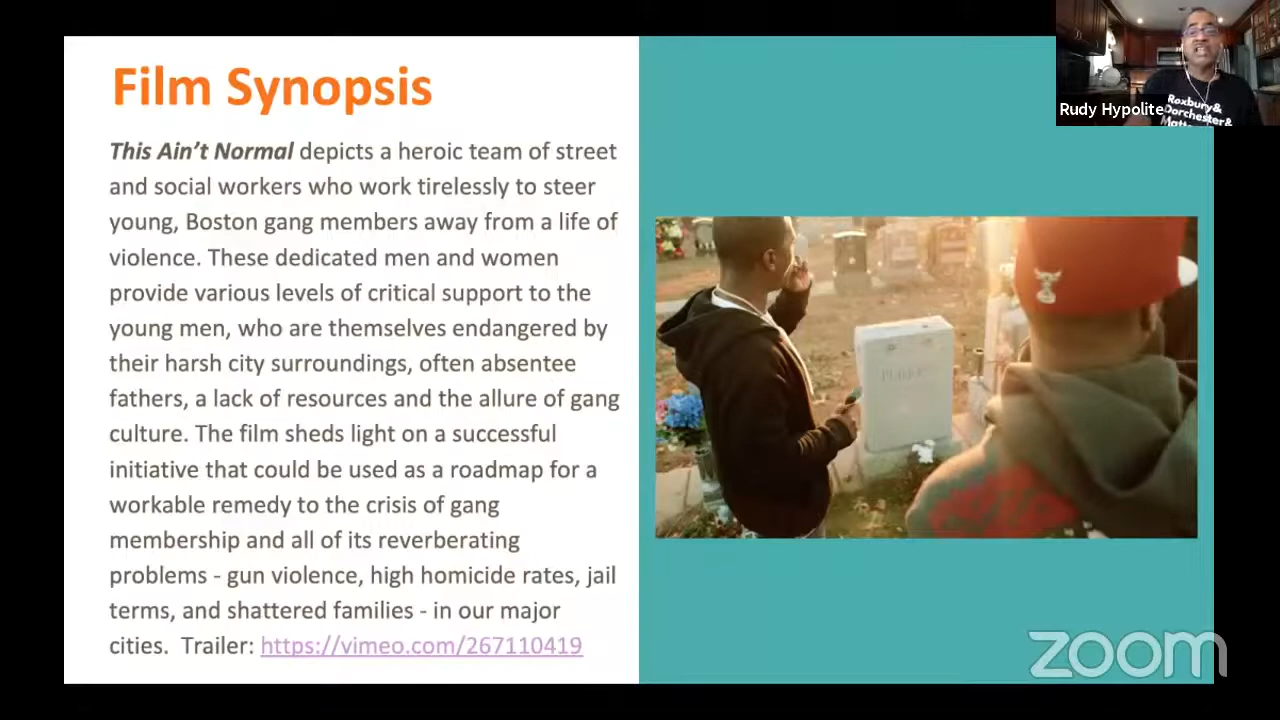 Film Synopsis
This Ain't Normal depicts a heroic team of street
and social workers who work tirelessly to steer
young, Boston gang members away from a life of
violence. These dedicated men and women
provide various levels of critical support to the
young men, who are themselves endangered by
their harsh city surroundings, often absentee
fathers, a lack of resources and the allure of gang
culture. The film sheds light on a successful
initiative that could be used as a roadmap for a
workable remedy to the crisis of gang
membership and all of its reverberating
problems - gun violence, high homicide rates, jail
terms, and shattered families - in our major
cities. Trailer: https://vimeo.com/267110419
Rudy Hypolite
Roxbury&
Dorchester&
zoom